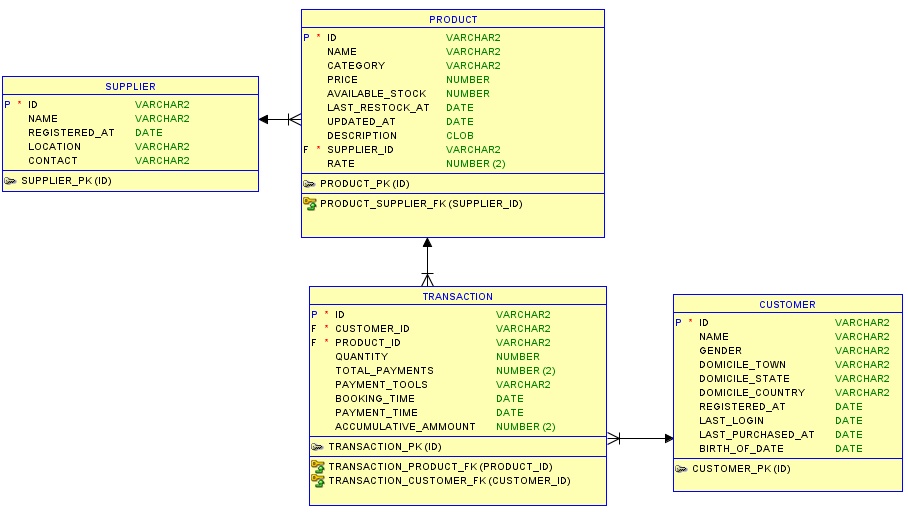 PRODUCT
P * ID VARCHAR2
NAME VARCHAR2
CATEGORY VARCHAR2
PRICE NUMBER
AVAILABLE_STOCK NUMBER
LAST_RESTOCK_AT DATE
UPDATED_AT DATE
DESCRIPTION CLOB
F * SUPPLIER_ID VARCHAR2
RATE NUMBER (2)
PRODUCT_PK (ID)
PRODUCT_SUPPLIER_FK (SUPPLIER_ID)
SUPPLIER
P * ID VARCHAR2
NAME VARCHAR2
REGISTERED_AT DATE
LOCATION VARCHAR2
CONTACT VARCHAR2
SUPPLIER_PK (ID)
TRANSACTION
P * ID VARCHAR2
F * CUSTOMER_ID VARCHAR2
F * PRODUCT_ID VARCHAR2
QUANTITY NUMBER
TOTAL_PAYMENTS NUMBER (2)
PAYMENT_TOOLS VARCHAR2
BOOKING_TIME DATE
PAYMENT_TIME DATE
ACCUMULATIVE_AMMOUNT NUMBER (2)
TRANSACTION_PK (ID)
TRANSACTION_PRODUCT_FK (PRODUCT_ID)
TRANSACTION_CUSTOMER_FK (CUSTOMER_ID)
CUSTOMER
P * ID VARCHAR2
NAME VARCHAR2
GENDER VARCHAR2
DOMICILE_TOWN VARCHAR2
DOMICILE_STATE VARCHAR2
DOMICILE_COUNTRY VARCHAR2
REGISTERED_AT DATE
LAST_LOGIN DATE
LAST_PURCHASED_AT DATE
BIRTH_OF_DATE DATE
CUSTOMER_PK (ID)